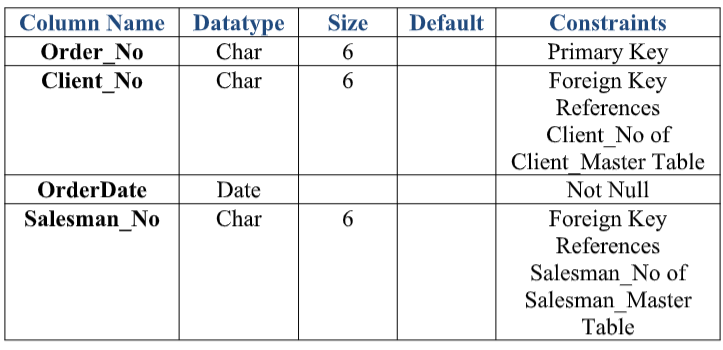 Column Name Datatype Size Default Constraints
Order_No Char 6 Primary Key
Client_No Char 6 Foreign Key
References
Client_No of
Client_Master Table
OrderDate Date Not Null
Salesman_No Char 6 Foreign Key
References
Salesman_No of
Salesman_Master
Table